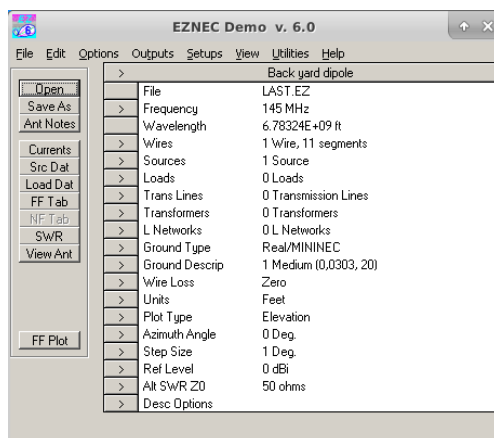 EZNEC Demo v. 6.0
File Edit Options Outputs Setups View Utilities Help
> Back yard dipole
Open
Save As
Ant Notes
Currents
Src Dat
Load Dat
FF Tab
NF Tab
SWR
View Ant
FF Plot
File LAST.EZ
> Frequency 145 MHz
Wavelength 6.78324E+09 ft
> Wires 1 Wire, 11 segments
> Sources 1 Source
> Loads 0 Loads
> Trans Lines 0 Transmission Lines
> Transformers 0 Transformers
> L Networks 0 L Networks
> Ground Type Real/MININEC
> Ground Descrip 1 Medium (0,0303, 20)
> Wire Loss Zero
> Units Feet
> Plot Type Elevation
> Azimuth Angle 0 Deg.
> Step Size 1 Deg.
> Ref Level 0 dBi
> Alt SWR Z0 50 ohms
> Desc Options